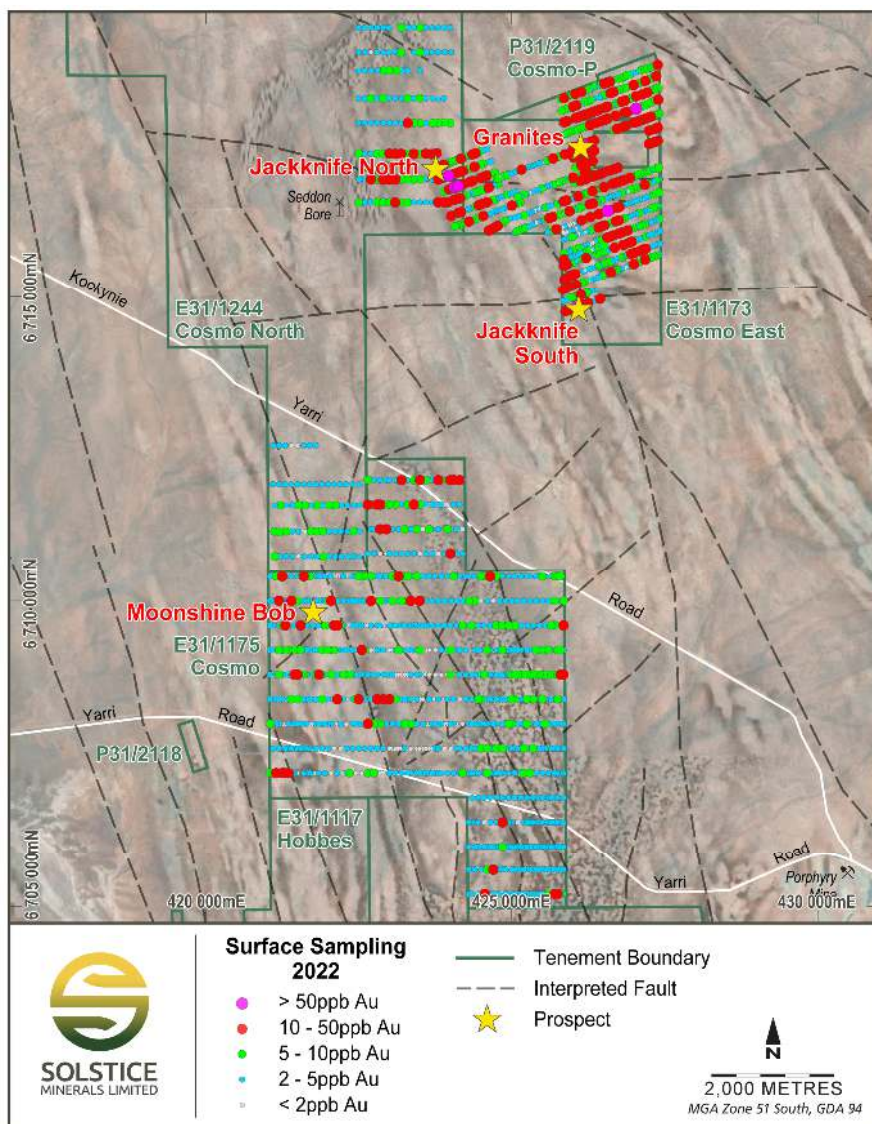 P31/2119
Cosmo-P
Granites
Jackknife North
Seddon
Bore
Kookynie
6 715 000mN
E31/1244
Cosmo North
E31/1173
Cosmo East
Jackknife
South
Yarri
6 710 000mN
Moonshine Bob
E31/1175
Cosmo
Road
Yarri
Road
P31/2118
E31/1117
Hobbes
6 705 000mN
Yarri
Road
Porphyry
Mine
420 000mE
425 000mE
430 000mE
SOLSTICE
MINERALS LIMITED
Surface Sampling
2022
> 50ppb Au
10 - 50ppb Au
5 - 10ppb Au
2 - 5ppb Au
< 2ppb Au
Tenement Boundary
Interpreted Fault
Prospect
N
2,000 METRES
MGA Zone 51 South, GDA 94